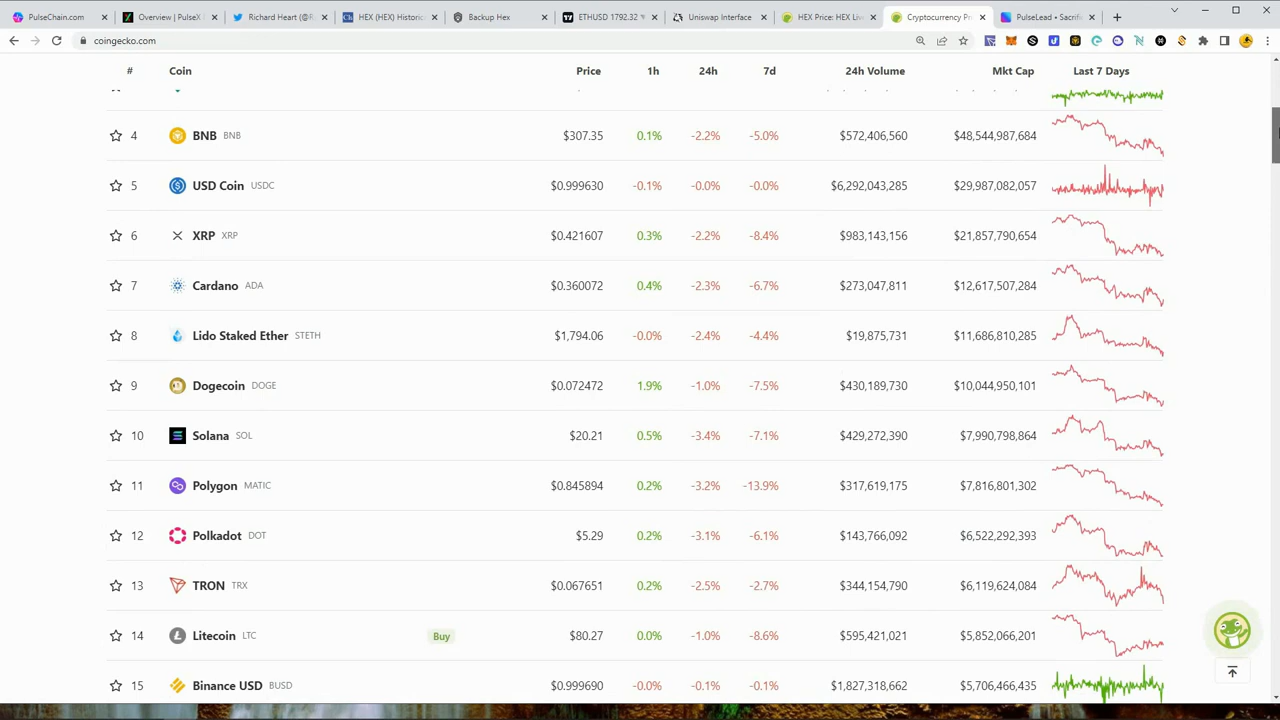 PulseChain.com
Overview | PulseX
Richard Heart (@R
HEX (HEX) Historic
Backup Hex
ETHUSD 1792.32
Uniswap Interface
HEX Price: HEX Liv
Cryptocurrency Pr
PulseLead • Sacrific
coingecko.com
# Coin Price 1h 24h 7d 24h Volume Mkt Cap Last 7 Days
4 BNB BNB $307.35 0.1% -2.2% -5.0% $572,406,560 $48,544,987,684
5 USD Coin USDC $0.999630 -0.1% -0.0% -0.0% $6,292,043,285 $29,987,082,057
6 XRP XRP $0.421607 0.3% -2.2% -8.4% $983,143,156 $21,857,790,654
7 Cardano ADA $0.360072 0.4% -2.3% -6.7% $273,047,811 $12,617,507,284
8 Lido Staked Ether STETH $1,794.06 -0.0% -2.4% -4.4% $19,875,731 $11,686,810,285
9 Dogecoin DOGE $0.072472 1.9% -1.0% -7.5% $430,189,730 $10,044,950,101
10 Solana SOL $20.21 0.5% -3.4% -7.1% $429,272,390 $7,990,798,864
11 Polygon MATIC $0.845894 0.2% -3.2% -13.9% $317,619,175 $7,816,801,302
12 Polkadot DOT $5.29 0.2% -3.1% -6.1% $143,766,092 $6,522,292,393
13 TRON TRX $0.067651 0.2% -2.5% -2.7% $344,154,790 $6,119,624,084
14 Litecoin LTC Buy $80.27 0.0% -1.0% -8.6% $595,421,021 $5,852,066,201
15 Binance USD BUSD $0.999690 -0.0% -0.1% -0.1% $1,827,318,662 $5,706,466,435